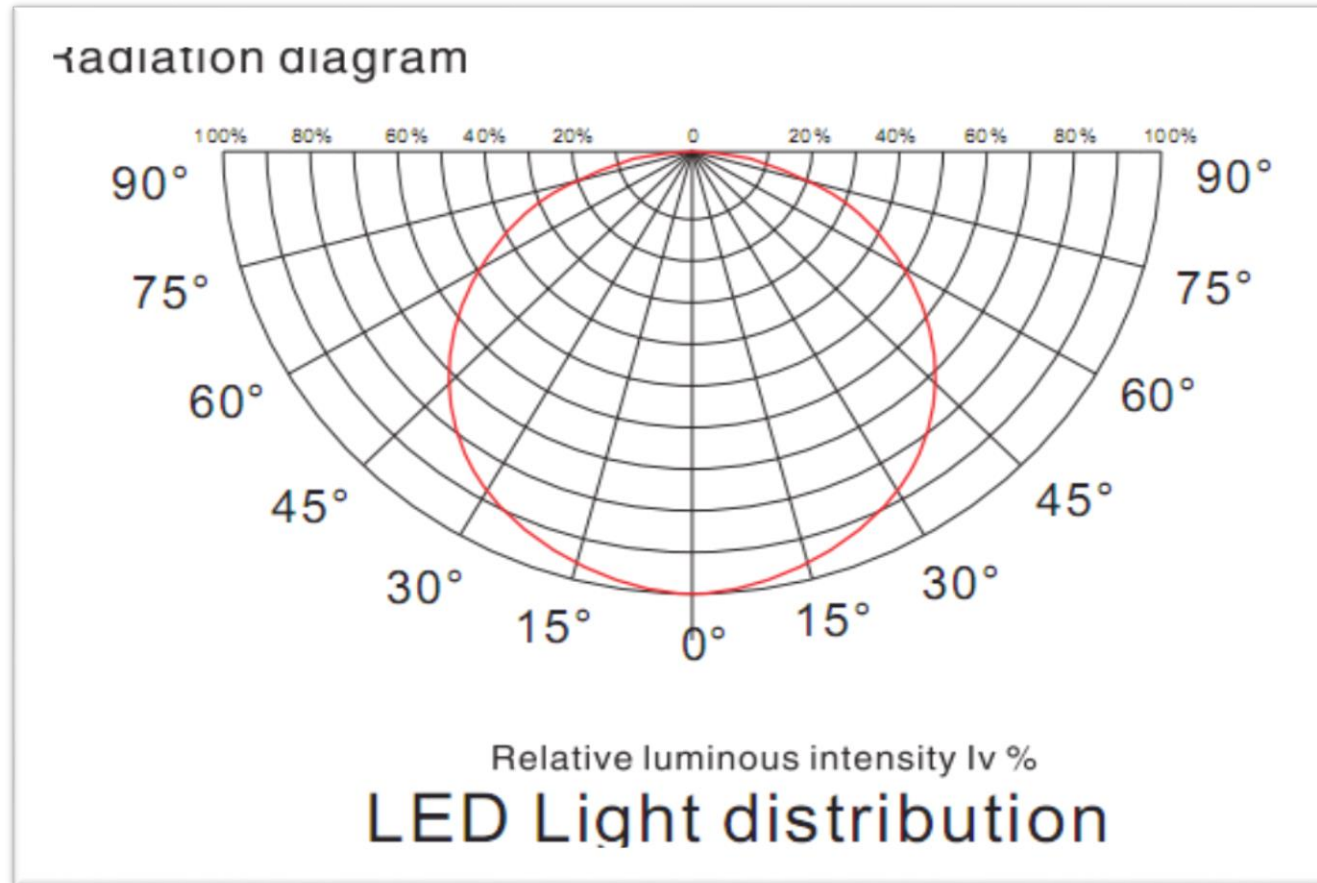 Radiation diagram
100% 80% 60% 40% 20% 0 20% 40% 60% 80% 100%
90° 90°
75° 75°
60° 60°
45° 45°
30° 30°
15° 15°
0°
Relative luminous intensity Iv %
LED Light distribution